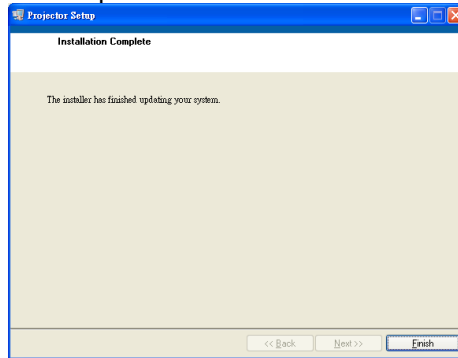 Projector Setup
Installation Complete
The installer has finished updating your system.
<< Back
Next >>
Finish